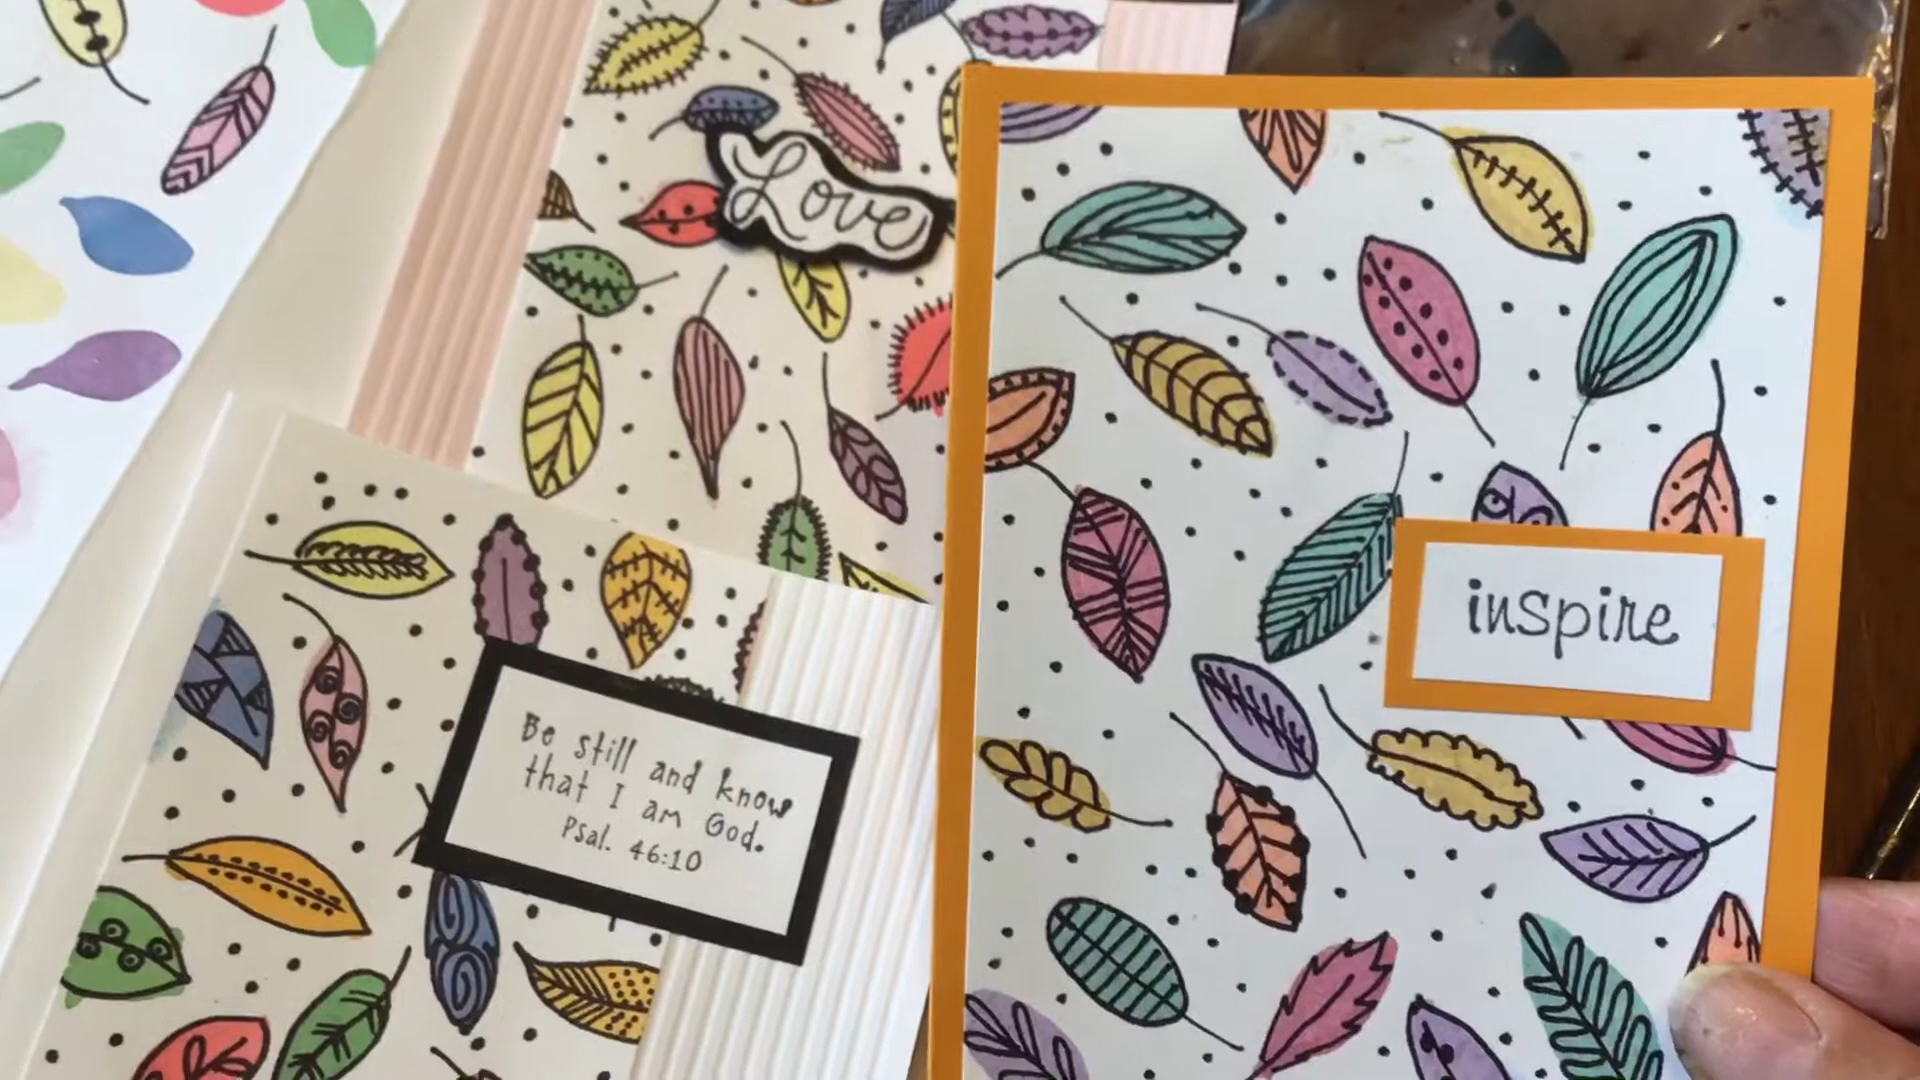 Love
inspire
Be still and know
that I am God.
Psal. 46:10